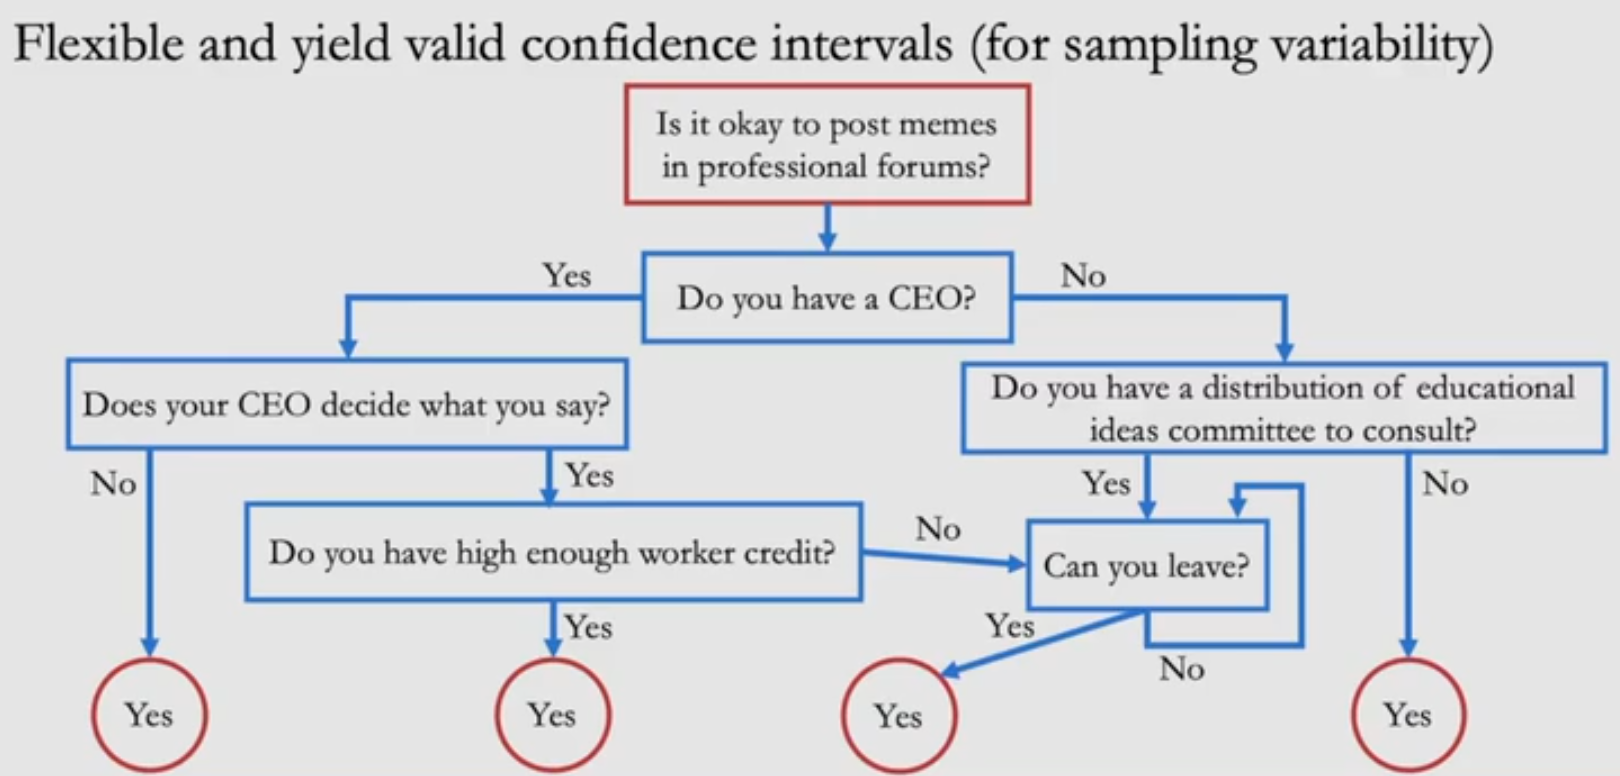 Flexible and yield valid confidence intervals (for sampling variability)
Is it okay to post memes
in professional forums?
Yes
No
Do you have a CEO?
Does your CEO decide what you say?
Do you have a distribution of educational
ideas committee to consult?
No
Yes
Yes
No
Do you have high enough worker credit?
No
Can you leave?
Yes
Yes
No
Yes
Yes
Yes
Yes